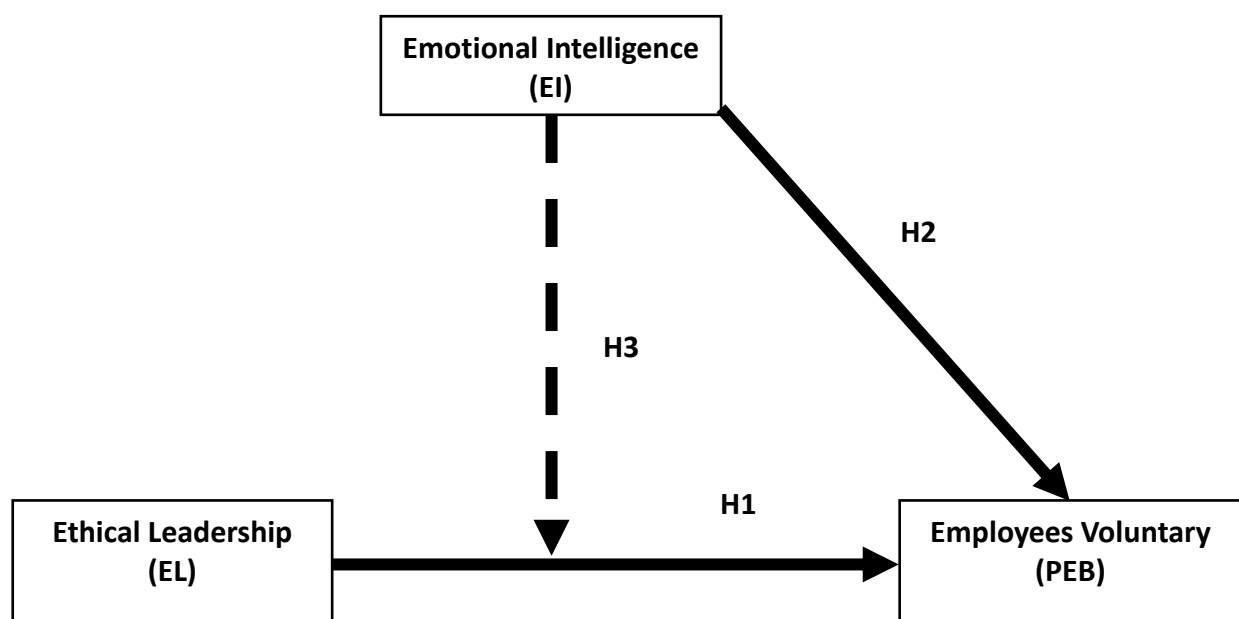 Emotional Intelligence
(EI)
H2
H3
H1
Ethical Leadership
(EL)
Employees Voluntary
(PEB)